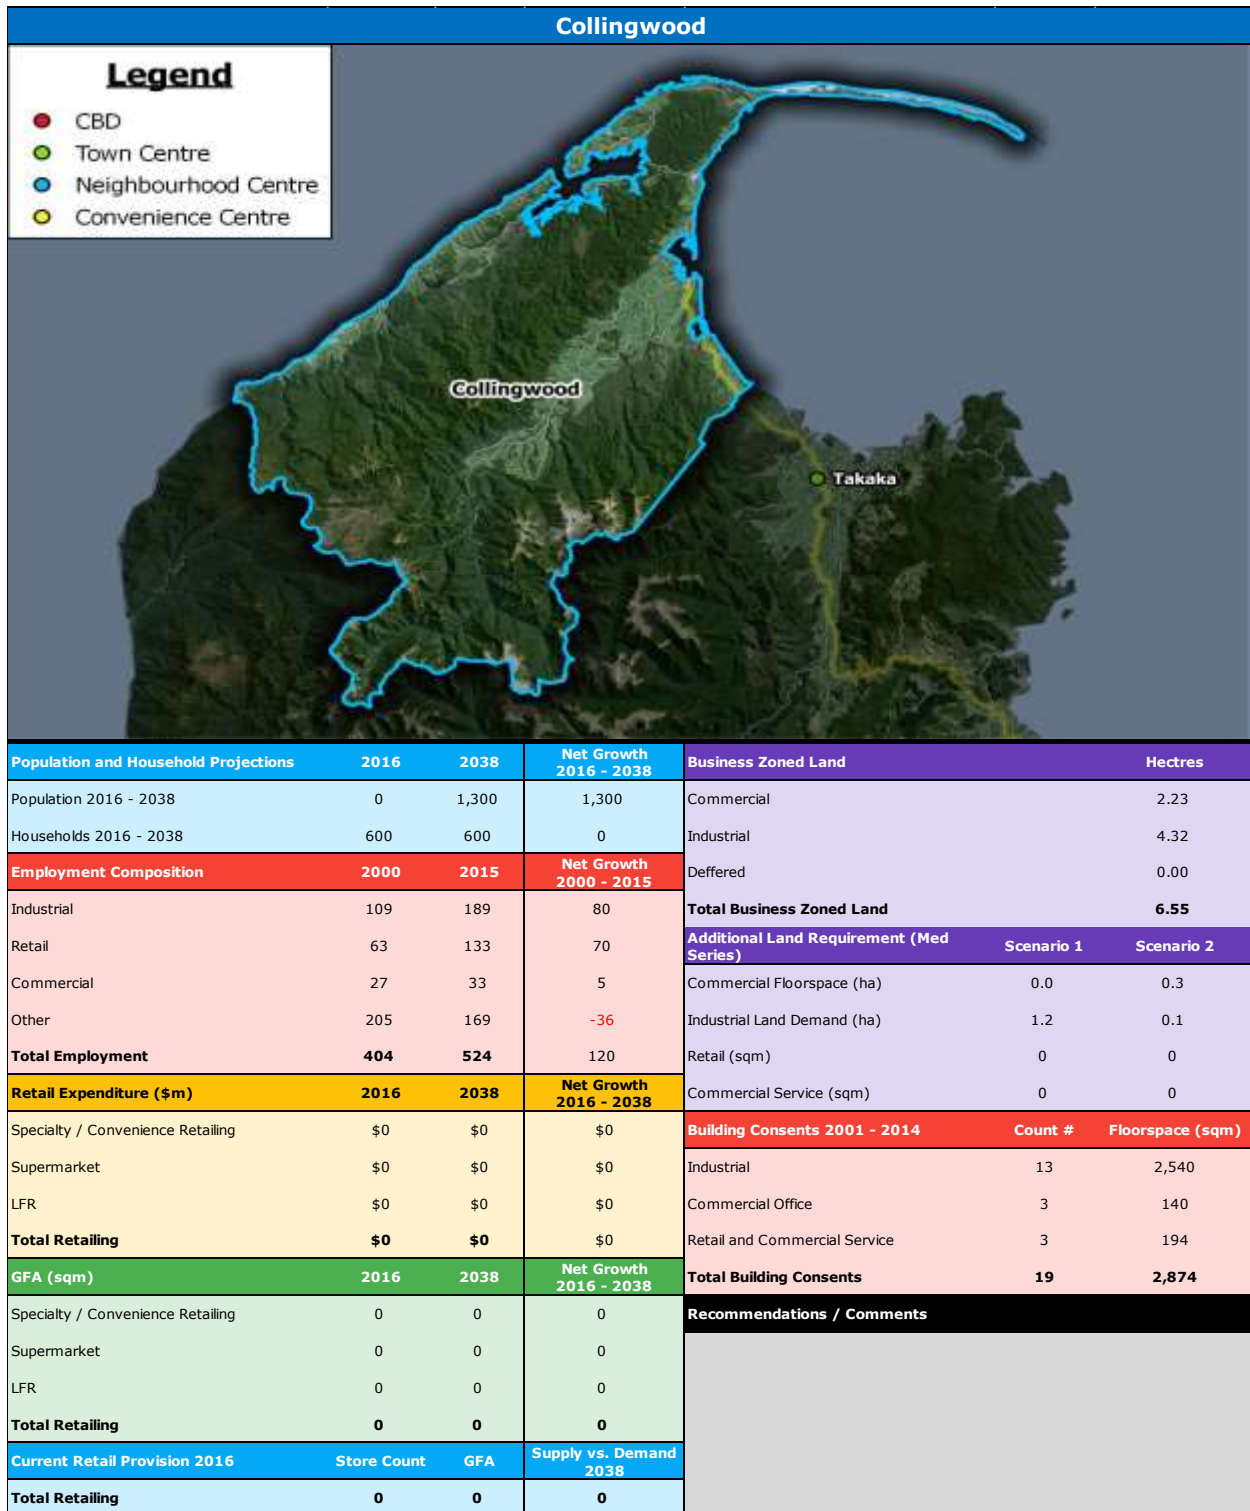 Collingwood
Legend
CBD
Town Centre
Neighbourhood Centre
Convenience Centre
Collingwood
Takaka
Population and Household Projections 2016 2038 Net Growth 2016 - 2038
Population 2016 - 2038 0 1,300 1,300
Households 2016 - 2038 600 600 0
Employment Composition 2000 2015 Net Growth 2000 - 2015
Industrial 109 189 80
Retail 63 133 70
Commercial 27 33 5
Other 205 169 -36
Total Employment 404 524 120
Retail Expenditure ($m) 2016 2038 Net Growth 2016 - 2038
Specialty / Convenience Retailing $0 $0 $0
Supermarket $0 $0 $0
LFR $0 $0 $0
Total Retailing $0 $0 $0
GFA (sqm) 2016 2038 Net Growth 2016 - 2038
Specialty / Convenience Retailing 0 0 0
Supermarket 0 0 0
LFR 0 0 0
Total Retailing 0 0 0
Current Retail Provision 2016 Store Count GFA Supply vs. Demand 2038
Total Retailing 0 0 0
Business Zoned Land Hectres
Commercial 2.23
Industrial 4.32
Deffered 0.00
Total Business Zoned Land 6.55
Additional Land Requirement (Med Series) Scenario 1 Scenario 2
Commercial Floorspace (ha) 0.0 0.3
Industrial Land Demand (ha) 1.2 0.1
Retail (sqm) 0 0
Commercial Service (sqm) 0 0
Building Consents 2001 - 2014 Count # Floorspace (sqm)
Industrial 13 2,540
Commercial Office 3 140
Retail and Commercial Service 3 194
Total Building Consents 19 2,874
Recommendations / Comments